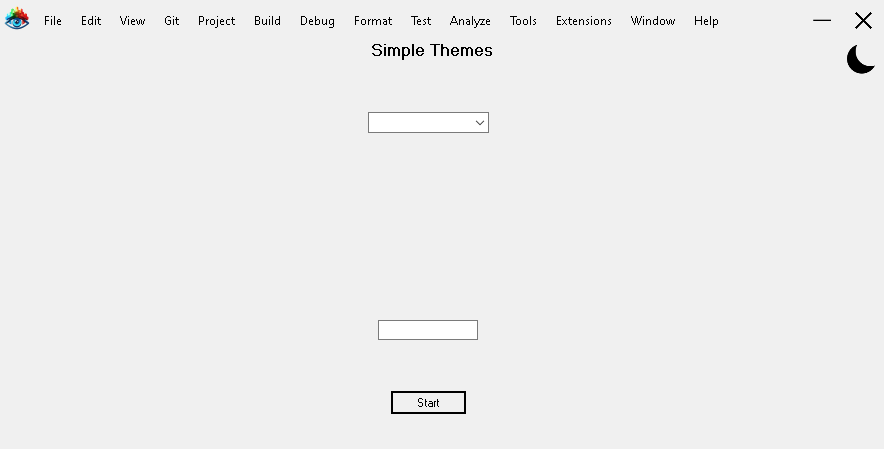 File Edit View Git Project Build Debug Format Test Analyze Tools Extensions Window Help
Simple Themes
Start